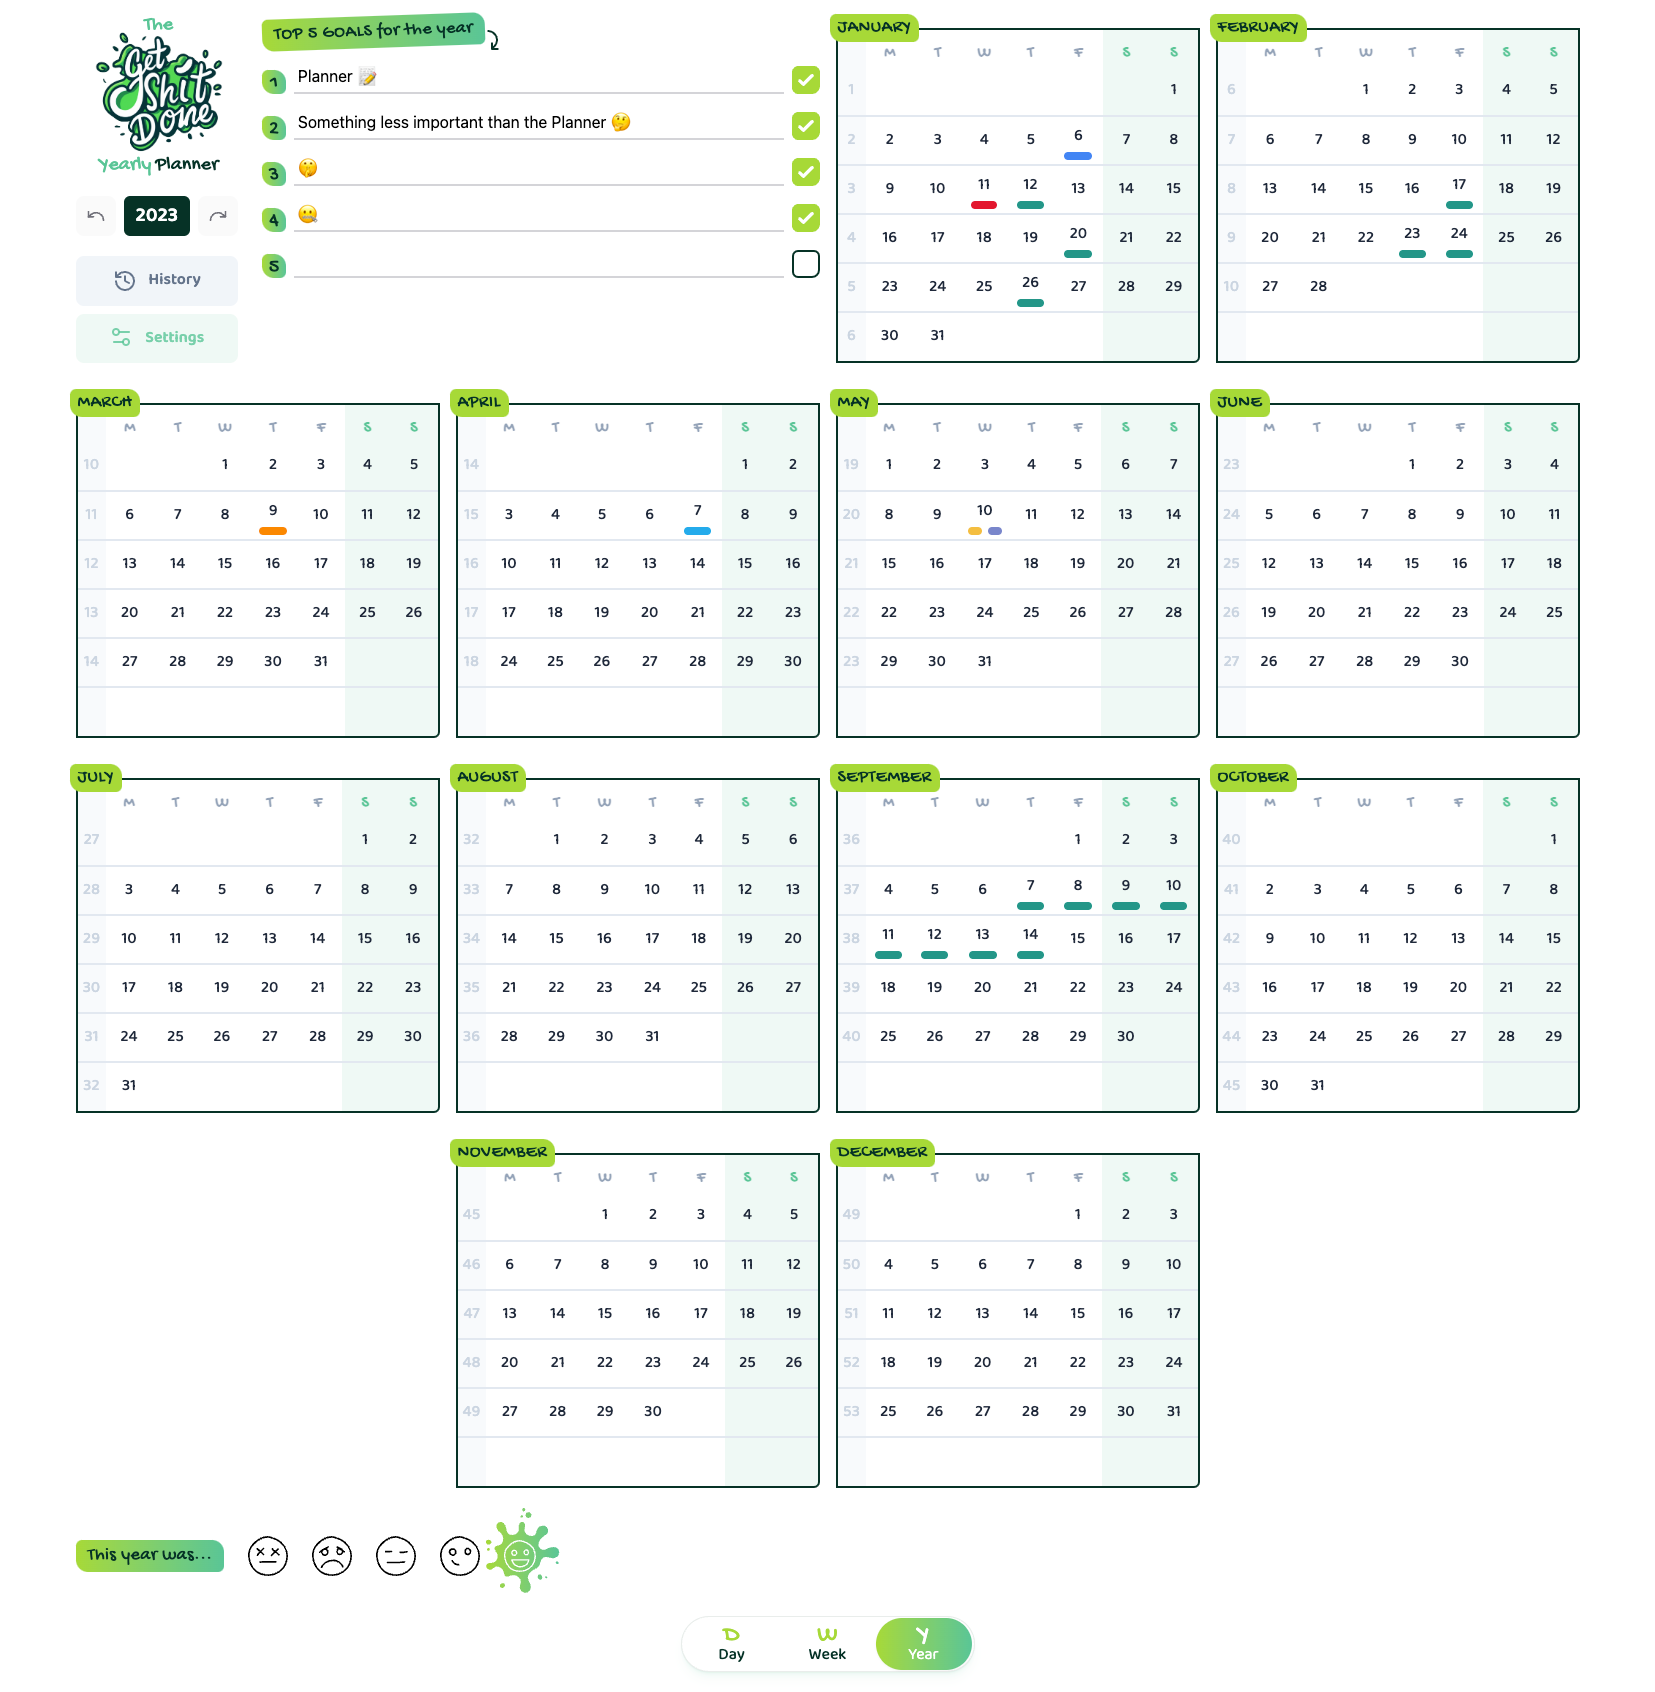 The
Get
Shit
Done
Yearly Planner
2023
History
Settings
TOP 5 GOALS for the year
1 Planner 📝
2 Something less important than the Planner 🤔
3 🤫
4 🤐
5
JANUARY
M T W T F S S
1 1
2 2 3 4 5 6 7 8
3 9 10 11 12 13 14 15
4 16 17 18 19 20 21 22
5 23 24 25 26 27 28 29
6 30 31
FEBRUARY
M T W T F S S
6 1 2 3 4 5
7 6 7 8 9 10 11 12
8 13 14 15 16 17 18 19
9 20 21 22 23 24 25 26
10 27 28
MARCH
M T W T F S S
10 1 2 3 4 5
11 6 7 8 9 10 11 12
12 13 14 15 16 17 18 19
13 20 21 22 23 24 25 26
14 27 28 29 30 31
APRIL
M T W T F S S
14 1 2
15 3 4 5 6 7 8 9
16 10 11 12 13 14 15 16
17 17 18 19 20 21 22 23
18 24 25 26 27 28 29 30
MAY
M T W T F S S
19 1 2 3 4 5 6 7
20 8 9 10 11 12 13 14
21 15 16 17 18 19 20 21
22 22 23 24 25 26 27 28
23 29 30 31
JUNE
M T W T F S S
23 1 2 3 4
24 5 6 7 8 9 10 11
25 12 13 14 15 16 17 18
26 19 20 21 22 23 24 25
27 26 27 28 29 30
JULY
M T W T F S S
27 1 2
28 3 4 5 6 7 8 9
29 10 11 12 13 14 15 16
30 17 18 19 20 21 22 23
31 24 25 26 27 28 29 30
32 31
AUGUST
M T W T F S S
32 1 2 3 4 5 6
33 7 8 9 10 11 12 13
34 14 15 16 17 18 19 20
35 21 22 23 24 25 26 27
36 28 29 30 31
SEPTEMBER
M T W T F S S
36 1 2 3
37 4 5 6 7 8 9 10
38 11 12 13 14 15 16 17
39 18 19 20 21 22 23 24
40 25 26 27 28 29 30
OCTOBER
M T W T F S S
40 1
41 2 3 4 5 6 7 8
42 9 10 11 12 13 14 15
43 16 17 18 19 20 21 22
44 23 24 25 26 27 28 29
45 30 31
NOVEMBER
M T W T F S S
45 1 2 3 4 5
46 6 7 8 9 10 11 12
47 13 14 15 16 17 18 19
48 20 21 22 23 24 25 26
49 27 28 29 30
DECEMBER
M T W T F S S
49 1 2 3
50 4 5 6 7 8 9 10
51 11 12 13 14 15 16 17
52 18 19 20 21 22 23 24
53 25 26 27 28 29 30 31
This year was...
D W Y
Day Week Year